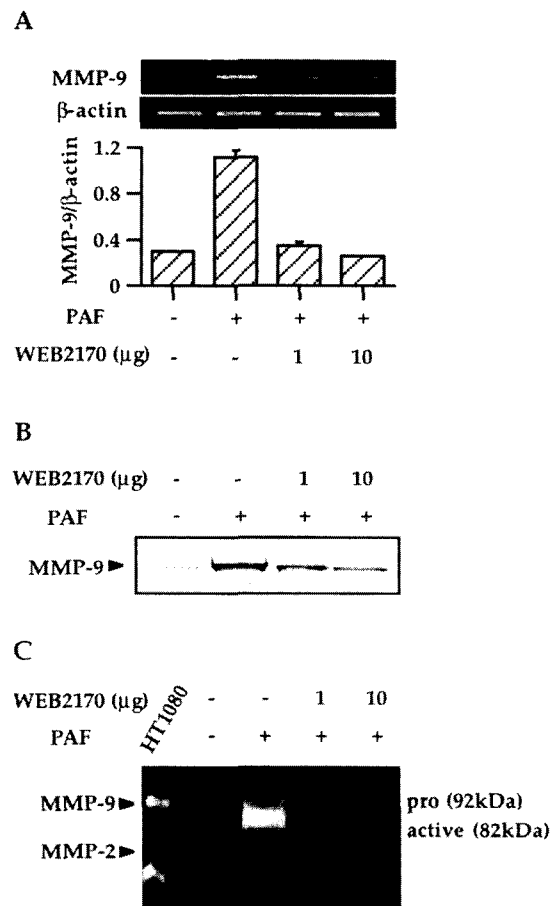 A
MMP-9
β-actin
MMP-9/β-actin
1.2
0.8
0.4
0
PAF - + + +
WEB2170 (μg) - - 1 10
B
WEB2170 (μg) - - 1 10
PAF - + + +
MMP-9
C
HT1080
WEB2170 (μg) - - 1 10
PAF - + + +
MMP-9 pro (92kDa)
active (82kDa)
MMP-2